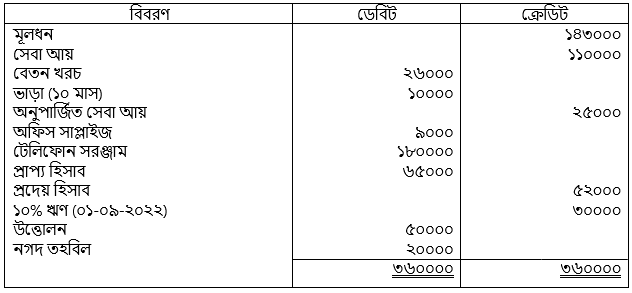 বিবরণ ডেবিট ক্রেডিট
মূলধন ১৪৩০০০
সেবা আয় ১১০০০০
বেতন খরচ ২৬০০০
ভাড়া (১০ মাস) ১০০০০
অনুপার্জিত সেবা আয় ২৫০০০
অফিস সাপ্লাইজ ৯০০০
টেলিফোন সরঞ্জাম ১৮০০০০
প্রাপ্য হিসাব ৬৫০০০
প্রদেয় হিসাব ৫২০০০
১০% ঋণ (০১-০৯-২০২২) ৩০০০০
উত্তোলন ৫০০০০
নগদ তহবিল ২০০০০
৩৬০০০০ ৩৬০০০০